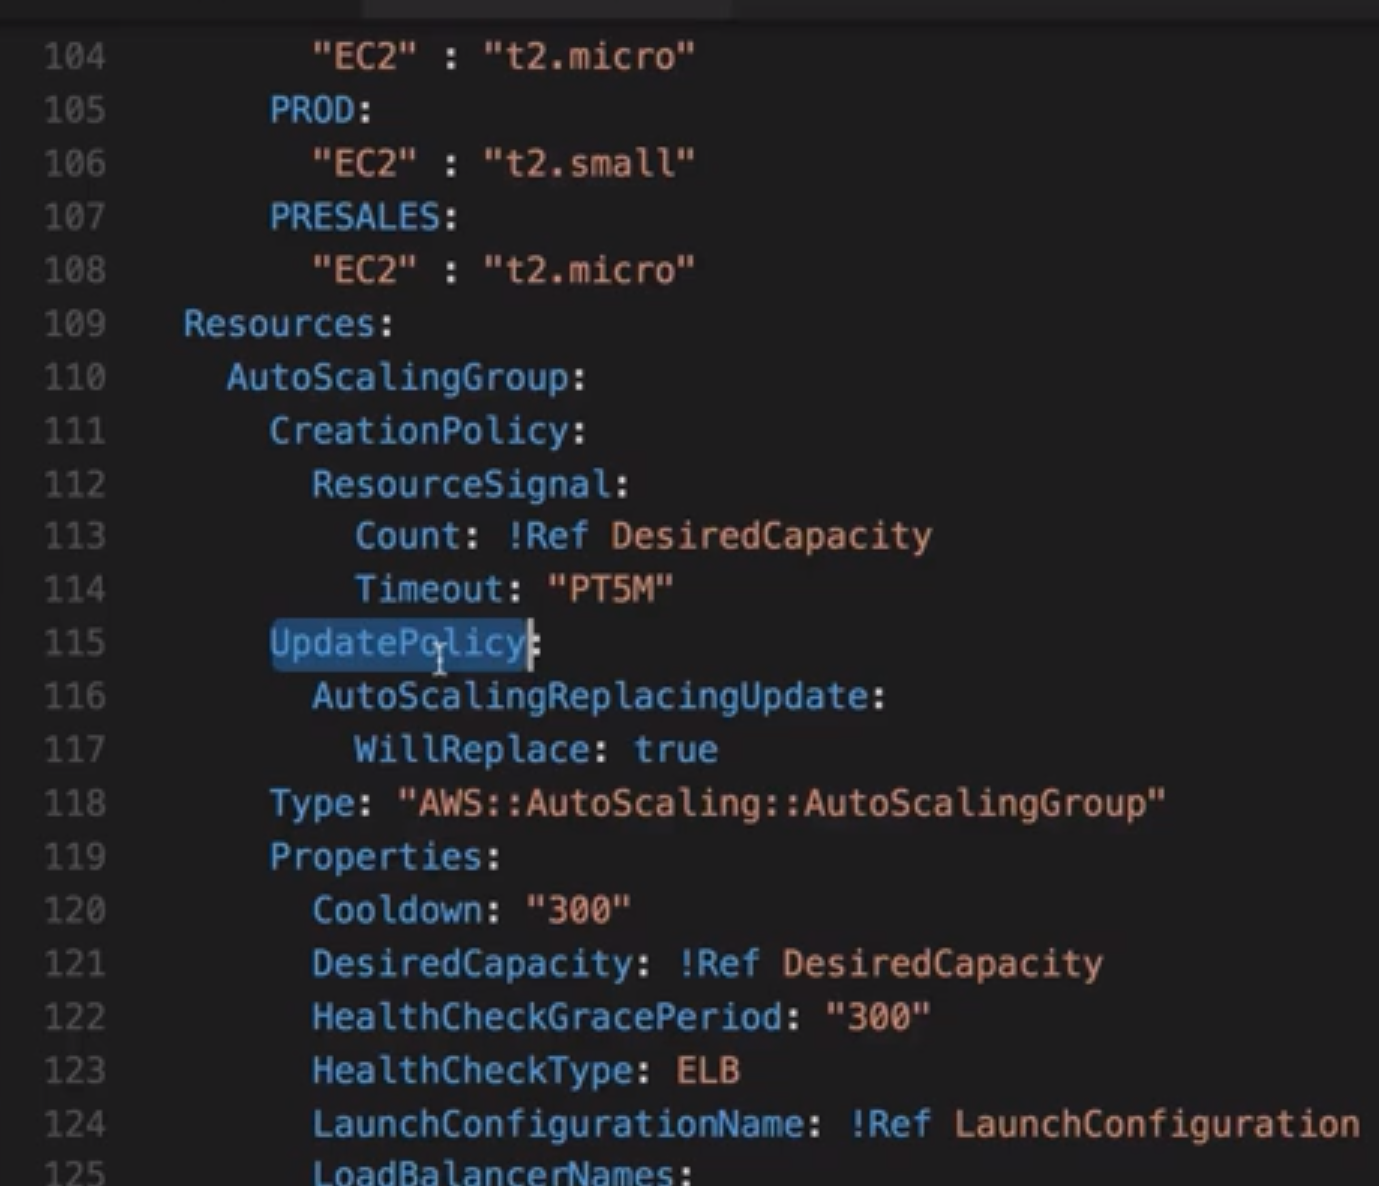 104 "EC2" : "t2.micro"
105 PROD:
106 "EC2" : "t2.small"
107 PRESALES:
108 "EC2" : "t2.micro"
109 Resources:
110 AutoScalingGroup:
111 CreationPolicy:
112 ResourceSignal:
113 Count: !Ref DesiredCapacity
114 Timeout: "PT5M"
115 UpdatePolicy:
116 AutoScalingReplacingUpdate:
117 WillReplace: true
118 Type: "AWS::AutoScaling::AutoScalingGroup"
119 Properties:
120 Cooldown: "300"
121 DesiredCapacity: !Ref DesiredCapacity
122 HealthCheckGracePeriod: "300"
123 HealthCheckType: ELB
124 LaunchConfigurationName: !Ref LaunchConfiguration
125 LoadBalancerNames: